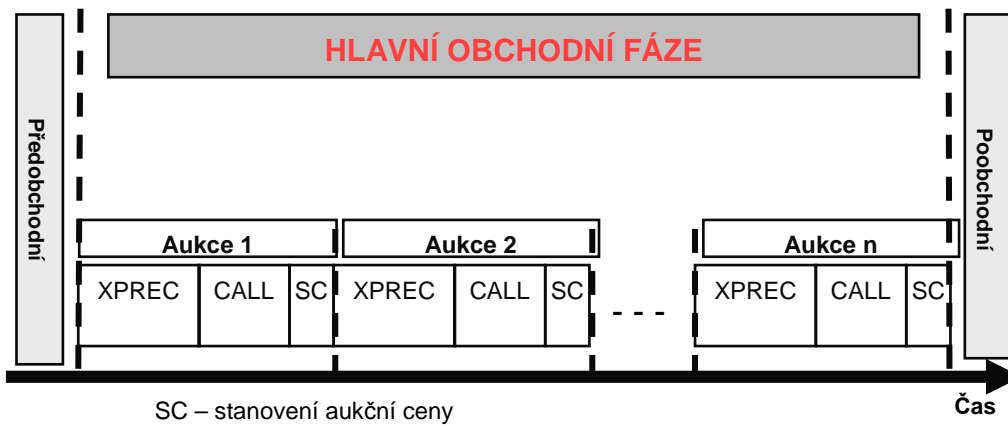 HLAVNÍ OBCHODNÍ FÁZE
Předobchodní
Poobchodní
Aukce 1
Aukce 2
Aukce n
XPREC CALL SC XPREC CALL SC - - - XPREC CALL SC
Čas
SC – stanovení aukční ceny